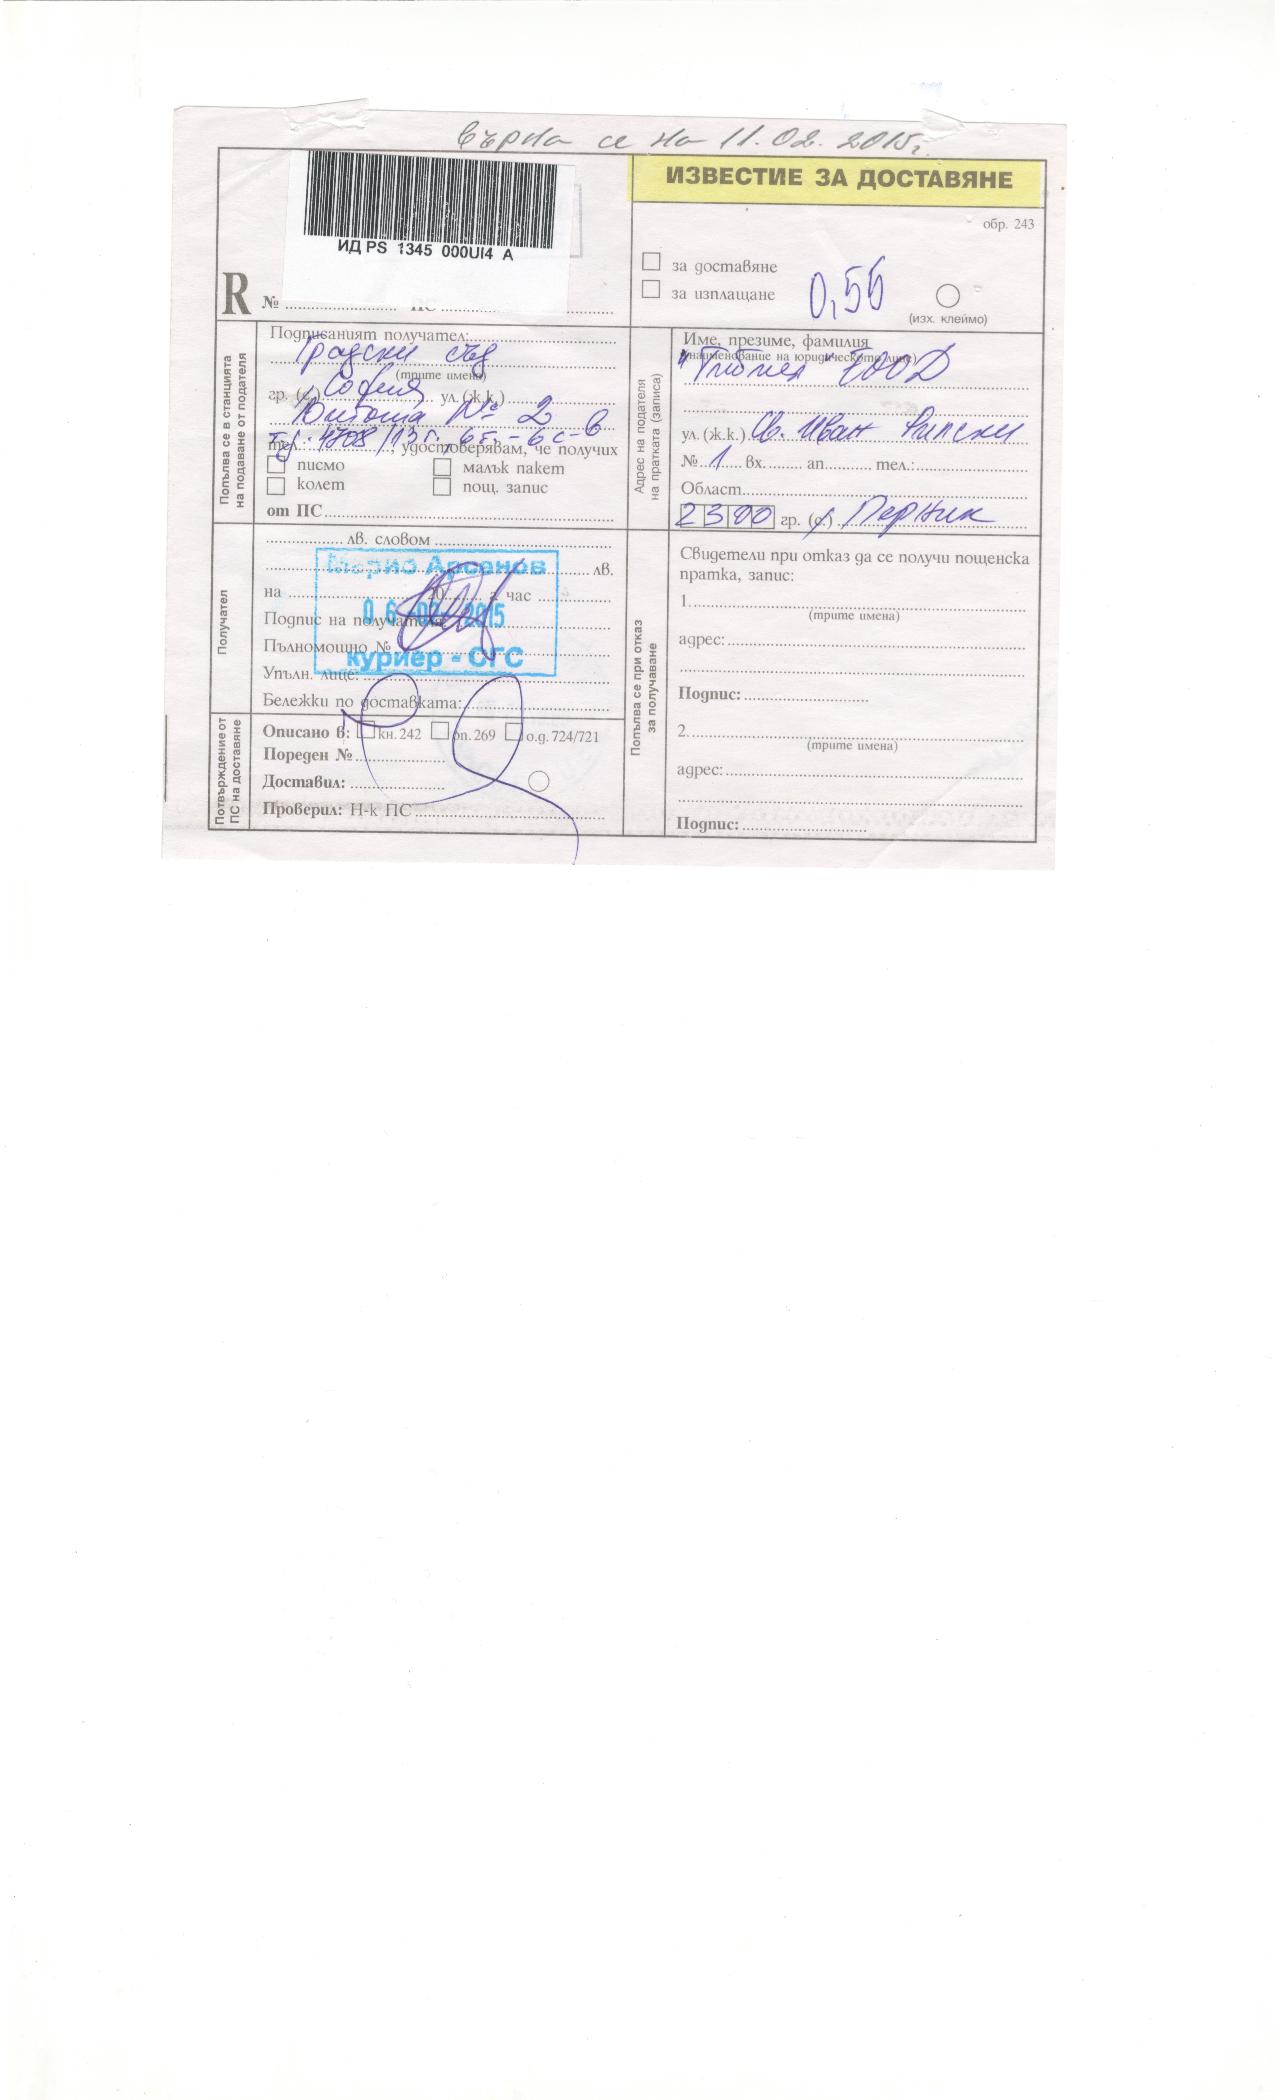 върна се на 11.02.2015г.
ИЗВЕСТИЕ ЗА ДОСТАВЯНЕ
обр. 243
ИД PS 1345 000UI4 A
R № ПС
за доставяне
за изплащане
0,55
(изх. клеймо)
Попълва се в станцията на подаване от подателя
Подписаният получател:
Градски съд
(трите имена)
гр. (с.) София ул. (ж.к.)
Витоша № 2
т.д. 4708/13г., 6т.-6 с-в
тел.: , удостоверявам, че получих
писмо малък пакет
колет пощ. запис
от ПС
Адрес на подателя на пратката (записа)
Име, презиме, фамилия
(наименование на юридическото лице)
ЕООД
ул. (ж.к.) Св. Иван Рилски
№ 1 вх. ап. тел.:
Област
2300 гр. (с.) Перник
Получател
лв. словом
лв.
на 20 г. час
Подпис на получателя:
Пълномощно №
Упълн. лице:
Бележки по доставката:
Марио Арсенов
06-02-2015
куриер - СГС
Потвърждение от ПС на доставяне
Описано в: кн. 242 оп. 269 о.д. 724/721
Пореден №
Доставил:
Проверил: Н-к ПС
Попълва се при отказ за получаване
Свидетели при отказ да се получи пощенска
пратка, запис:
1.
(трите имена)
адрес:
Подпис:
2.
(трите имена)
адрес:
Подпис: